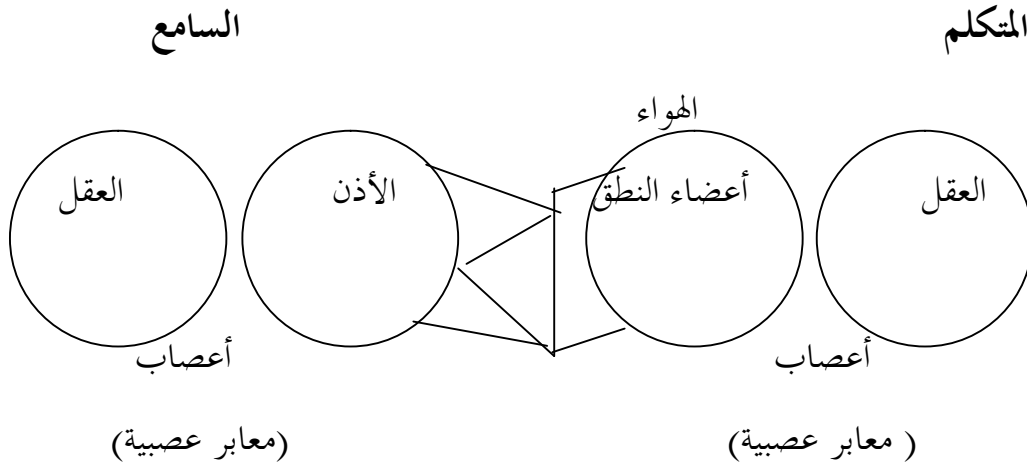 المتكلم السامع
الهواء
العقل أعضاء النطق الأذن العقل
أعصاب أعصاب
( معابر عصبية) (معابر عصبية)